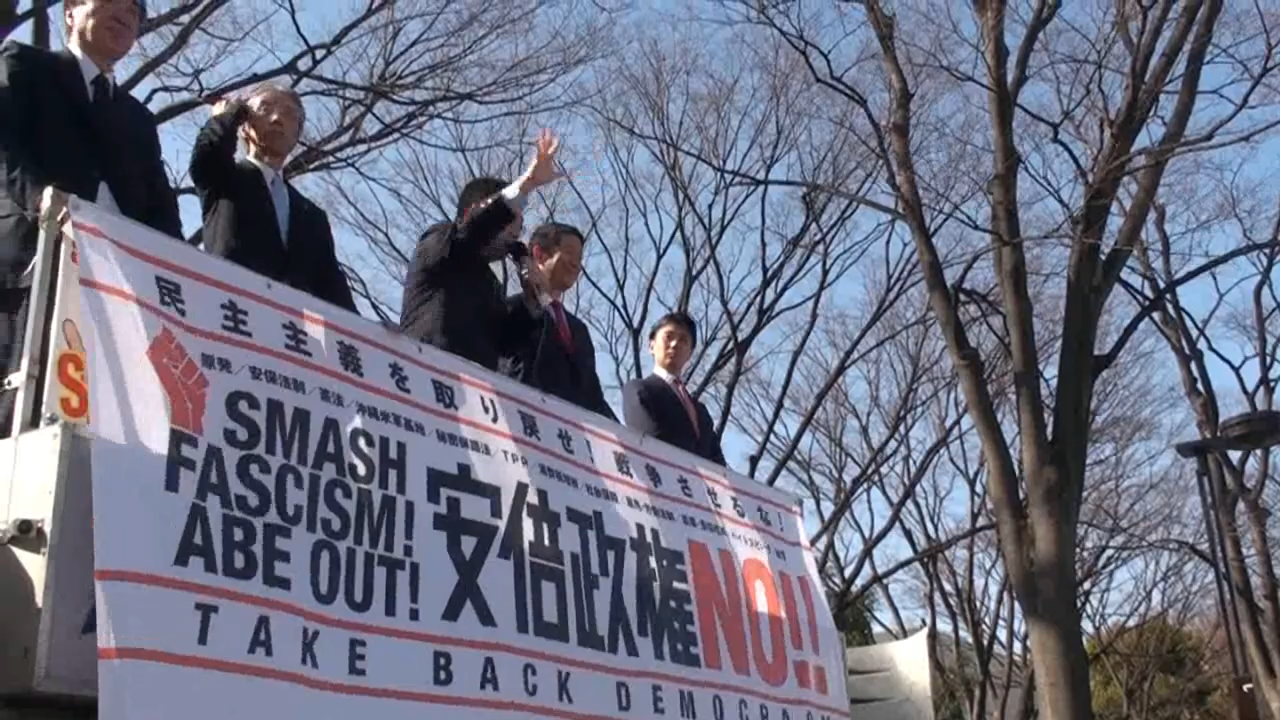 民主主義を取り戻せ！戦争させるな！
原発／安保法制／憲法／沖縄米軍基地／秘密保護法／TPP
SMASH
FASCISM!
ABE OUT!
安倍政権NO!!
TAKE BACK DEMOCRACY
S